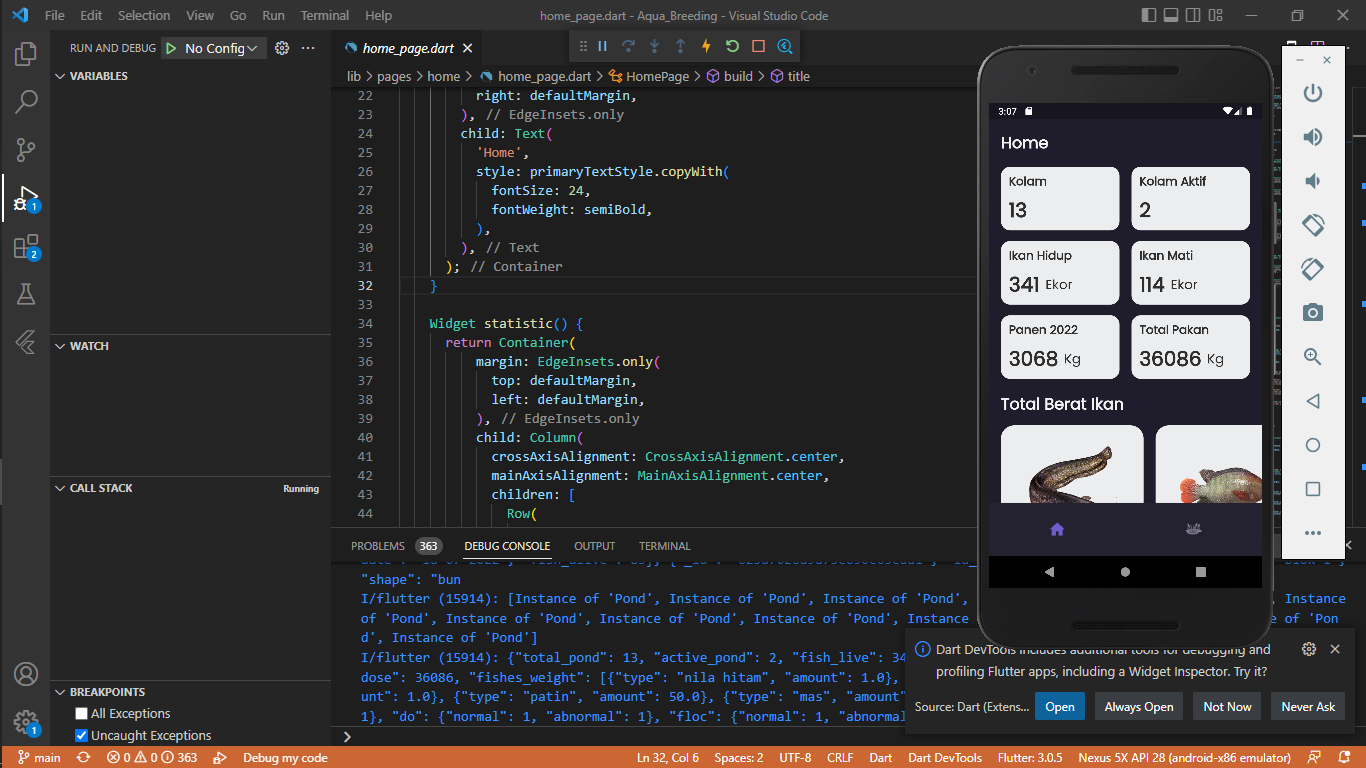 File Edit Selection View Go Run Terminal Help
home_page.dart - Aqua_Breeding - Visual Studio Code
RUN AND DEBUG No Config
VARIABLES
WATCH
CALL STACK Running
BREAKPOINTS
All Exceptions
Uncaught Exceptions
1
2
1
home_page.dart
lib > pages > home > home_page.dart > HomePage > build > title
22 right: defaultMargin,
23 ), // EdgeInsets.only
24 child: Text(
25 'Home',
26 style: primaryTextStyle.copyWith(
27 fontSize: 24,
28 fontWeight: semiBold,
29 ),
30 ), // Text
31 ); // Container
32 }
33
34 Widget statistic() {
35 return Container(
36 margin: EdgeInsets.only(
37 top: defaultMargin,
38 left: defaultMargin,
39 ), // EdgeInsets.only
40 child: Column(
41 crossAxisAlignment: CrossAxisAlignment.center,
42 mainAxisAlignment: MainAxisAlignment.center,
43 children: [
44 Row(
PROBLEMS 363 DEBUG CONSOLE OUTPUT TERMINAL
"shape": "bun
I/flutter (15914): [Instance of 'Pond', Instance of 'Pond', Instance of 'Pond', Instance
of 'Pond', Instance of 'Pond', Instance of 'Pond', Instance of 'Pond', Instance of 'Pon
d', Instance of 'Pond']
I/flutter (15914): {"total_pond": 13, "active_pond": 2, "fish_live": 34
dose": 36086, "fishes_weight": [{"type": "nila hitam", "amount": 1.0},
unt": 1.0}, {"type": "patin", "amount": 50.0}, {"type": "mas", "amount"
1}, "do": {"normal": 1, "abnormal": 1}, "floc": {"normal": 1, "abnormal
3:07
Home
Kolam
13
Kolam Aktif
2
Ikan Hidup
341 Ekor
Ikan Mati
114 Ekor
Panen 2022
3068 Kg
Total Pakan
36086 Kg
Total Berat Ikan
Dart DevTools includes additional tools for debugging and
profiling Flutter apps, including a Widget Inspector. Try it?
Source: Dart (Extens... Open Always Open Not Now Never Ask
main 0 0 363 Debug my code Ln 32, Col 6 Spaces: 2 UTF-8 CRLF Dart Dart DevTools Flutter: 3.0.5 Nexus 5X API 28 (android-x86 emulator)